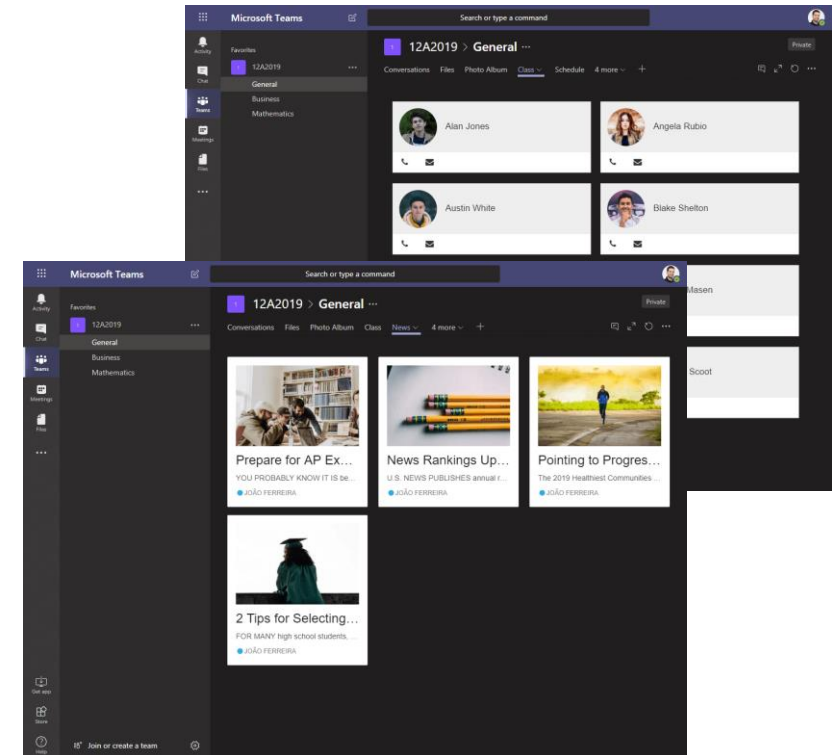 Microsoft Teams
Search or type a command
Activity
Chat
Teams
Meetings
Files
Favorites
12A2019
General
Business
Mathematics
12A2019 > General
Private
Conversations Files Photo Album Class Schedule 4 more
Alan Jones
Angela Rubio
Austin White
Blake Shelton
Masen
Scoot
Microsoft Teams
Search or type a command
Activity
Chat
Teams
Meetings
Files
Favorites
12A2019
General
Business
Mathematics
Get app
Store
Help
Join or create a team
12A2019 > General
Private
Conversations Files Photo Album Class News 4 more
Prepare for AP Ex...
YOU PROBABLY KNOW IT IS be...
JOÃO FERREIRA
News Rankings Up...
U.S. NEWS PUBLISHES annual r...
JOÃO FERREIRA
Pointing to Progres...
The 2019 Healthiest Communities ...
JOÃO FERREIRA
2 Tips for Selecting...
FOR MANY high school students, ...
JOÃO FERREIRA